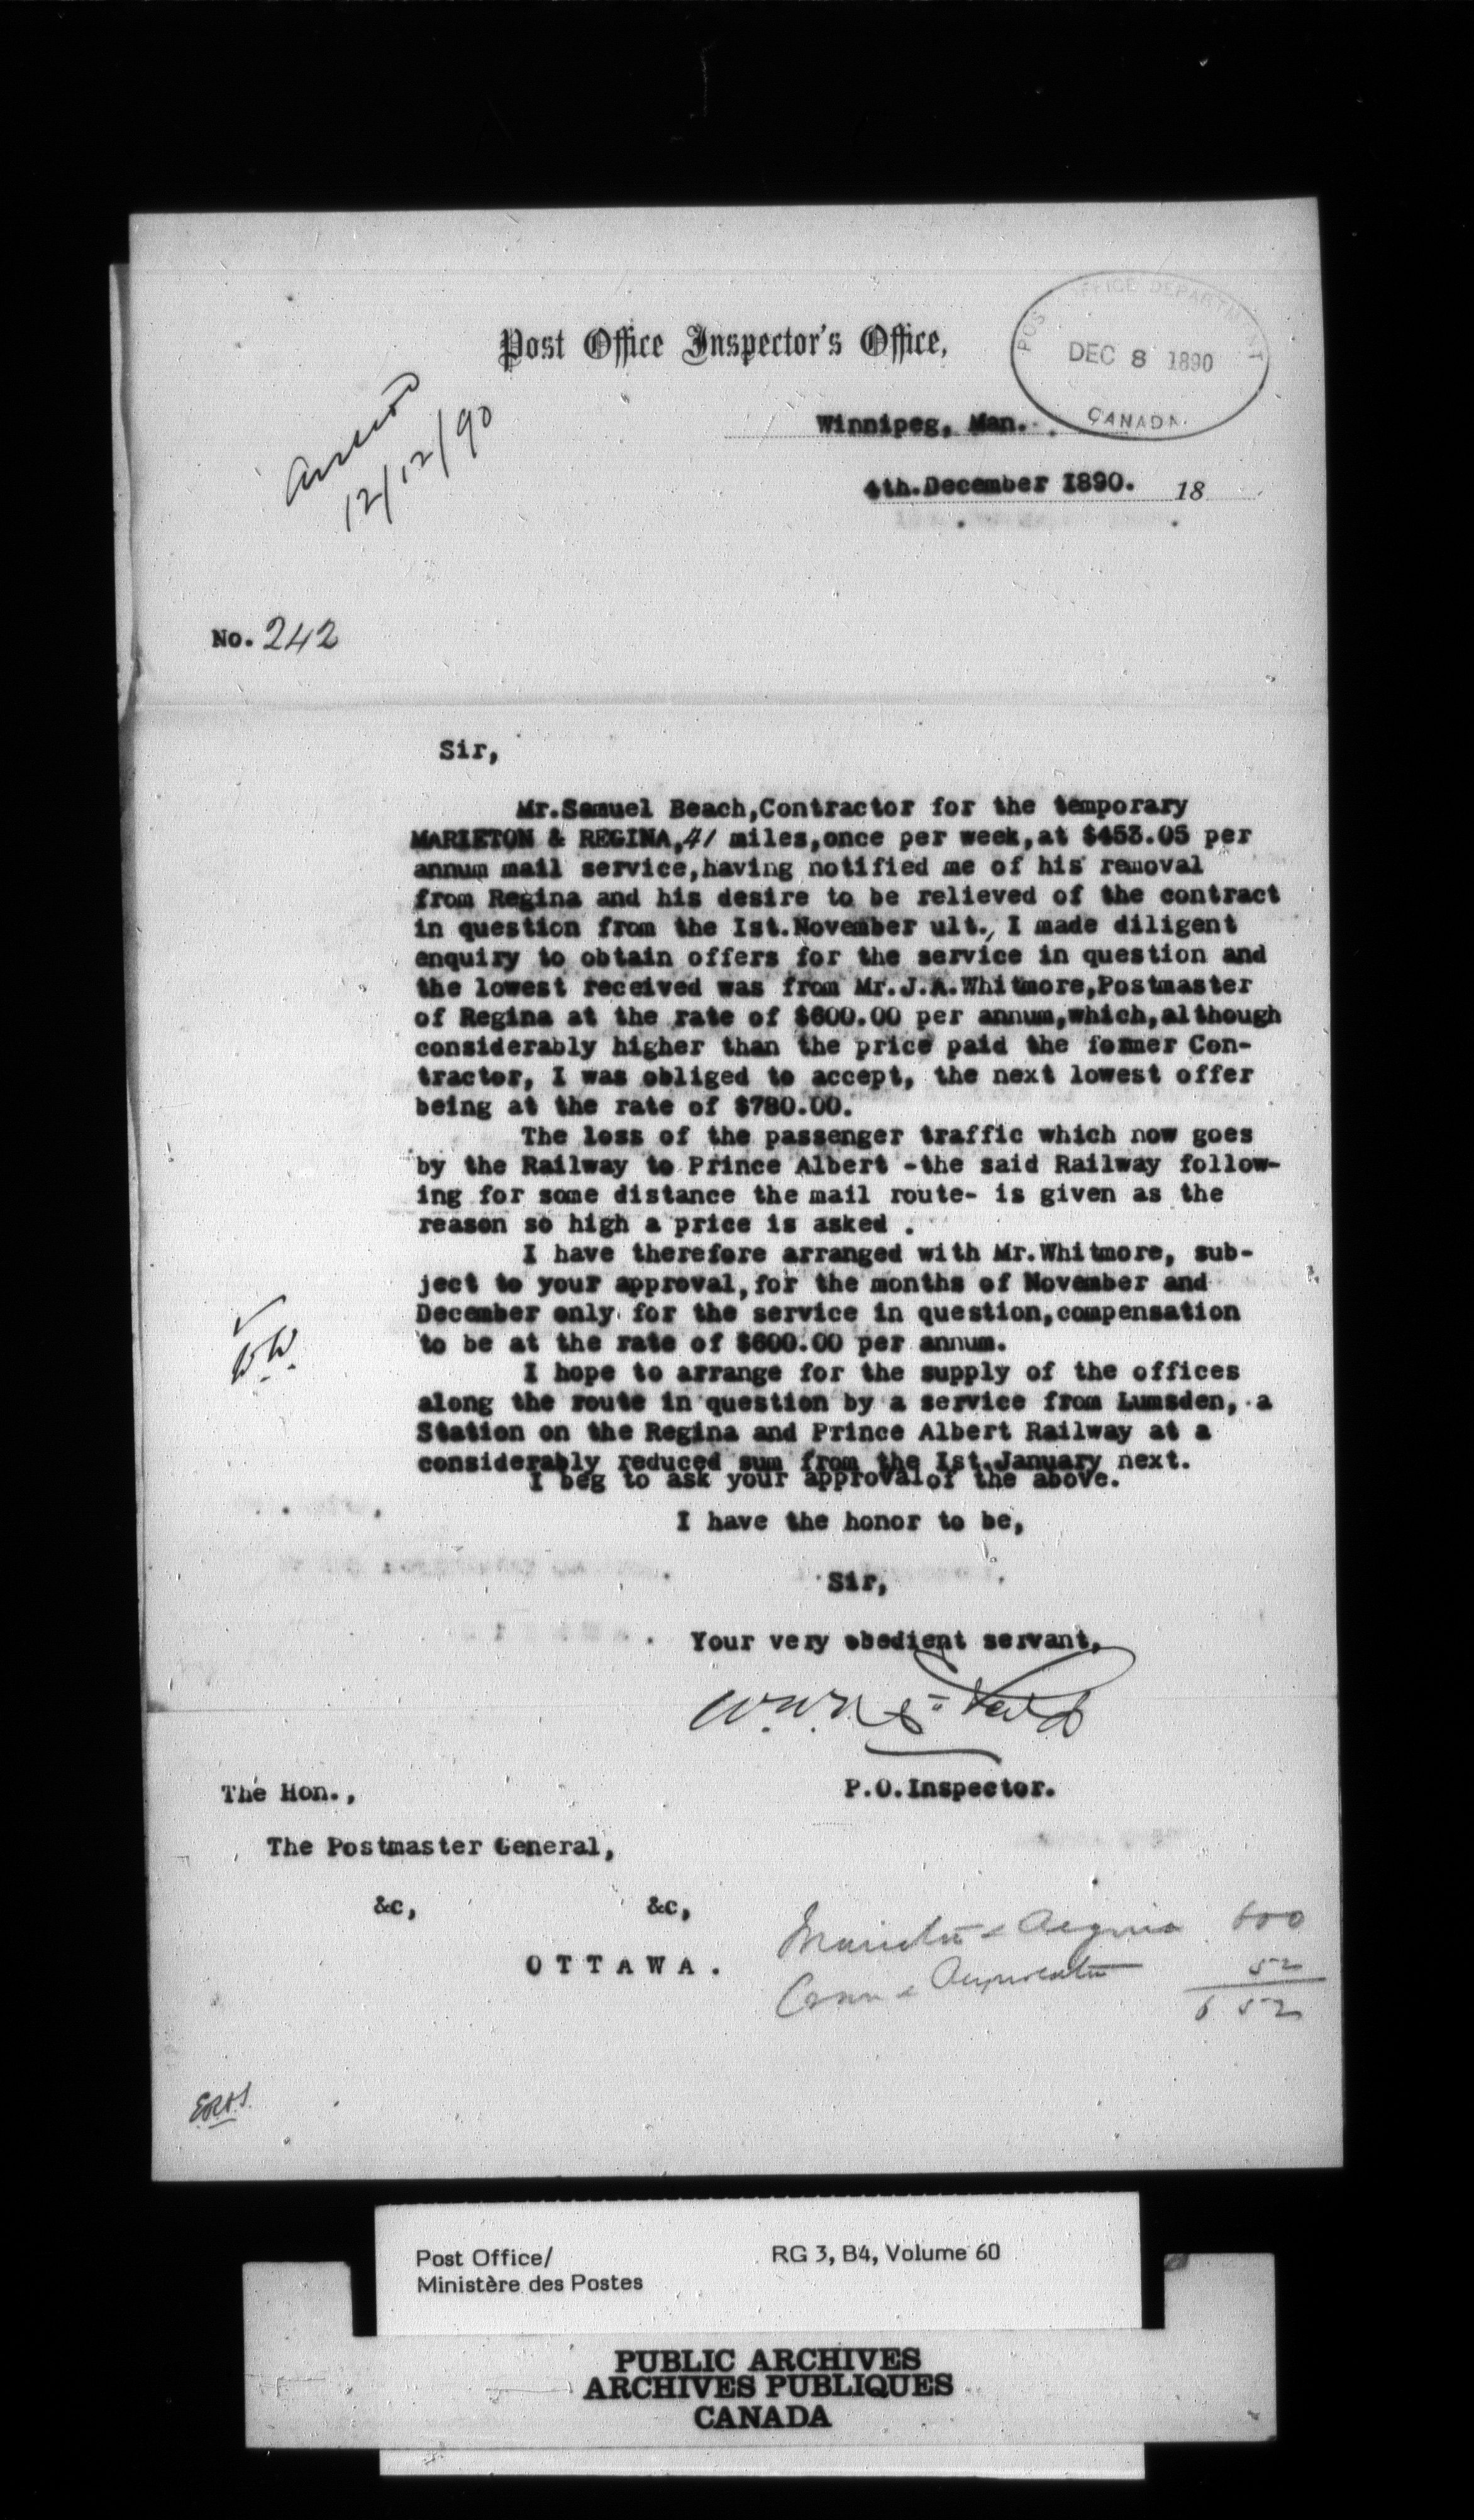 Post Office Inspector's Office,
POS FFICE DEPARTMENT
DEC 8 1890
CANADA.
Winnipeg, Man.
4th.December 1890. 18
12/12/90
No. 242
Sir,
Mr.Samuel Beach,Contractor for the temporary
MARIETON & REGINA, 41 miles,once per week,at $453.05 per
annum mail service,having notified me of his removal
from Regina and his desire to be relieved of the contract
in question from the Ist.November ult., I made diligent
enquiry to obtain offers for the service in question and
the lowest received was from Mr.J.A.Whitmore,Postmaster
of Regina at the rate of $600.00 per annum,which,although
considerably higher than the price paid the former Con-
tractor, I was obliged to accept, the next lowest offer
being at the rate of $780.00.
The loss of the passenger traffic which now goes
by the Railway to Prince Albert -the said Railway follow-
ing for some distance the mail route- is given as the
reason so high a price is asked .
I have therefore arranged with Mr.Whitmore, sub-
ject to your approval,for the months of November and
December only for the service in question,compensation
to be at the rate of $600.00 per annum.
I hope to arrange for the supply of the offices
along the route in question by a service from Lumsden, a
Station on the Regina and Prince Albert Railway at a
considerably reduced sum from the Ist.January next.
I beg to ask your approval of the above.
I have the honor to be,
Sir,
Your very obedient servant,
P.O.Inspector.
The Hon.,
The Postmaster General,
&c, &c,
OTTAWA.
600
52
652
Post Office/
Ministère des Postes
RG 3, B4, Volume 60
PUBLIC ARCHIVES
ARCHIVES PUBLIQUES
CANADA